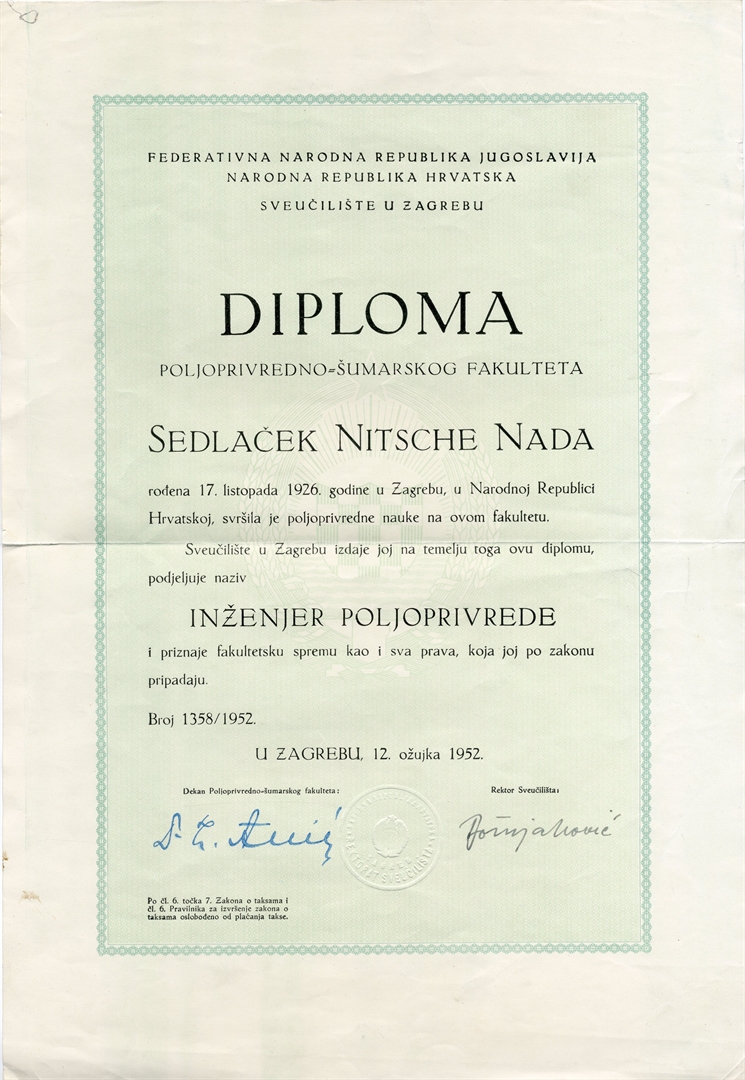 FEDERATIVNA NARODNA REPUBLIKA JUGOSLAVIJA
NARODNA REPUBLIKA HRVATSKA
SVEUČILIŠTE U ZAGREBU
DIPLOMA
POLJOPRIVREDNO=ŠUMARSKOG FAKULTETA
SEDLAČEK NITSCHE NADA
rođena 17. listopada 1926. godine u Zagrebu, u Narodnoj Republici
Hrvatskoj, svršila je poljoprivredne nauke na ovom fakultetu.
Sveučilište u Zagrebu izdaje joj na temelju toga ovu diplomu,
podjeljuje naziv
INŽENJER POLJOPRIVREDE
i priznaje fakultetsku spremu kao i sva prava, koja joj po zakonu
pripadaju.
Broj 1358/1952.
U ZAGREBU, 12. ožujka 1952.
Dekan Poljoprivredno-šumarskog fakulteta:
Rektor Sveučilišta:
Po čl. 6. točka 7. Zakona o taksama i
čl. 6. Pravilnika za izvršenje zakona o
taksama oslobođeno od plaćanja takse.